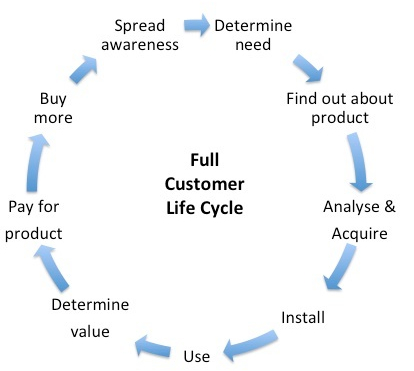 Spread
awareness
Determine
need
Find out about
product
Analyse &
Acquire
Install
Use
Determine
value
Pay for
product
Buy
more
Full
Customer
Life Cycle